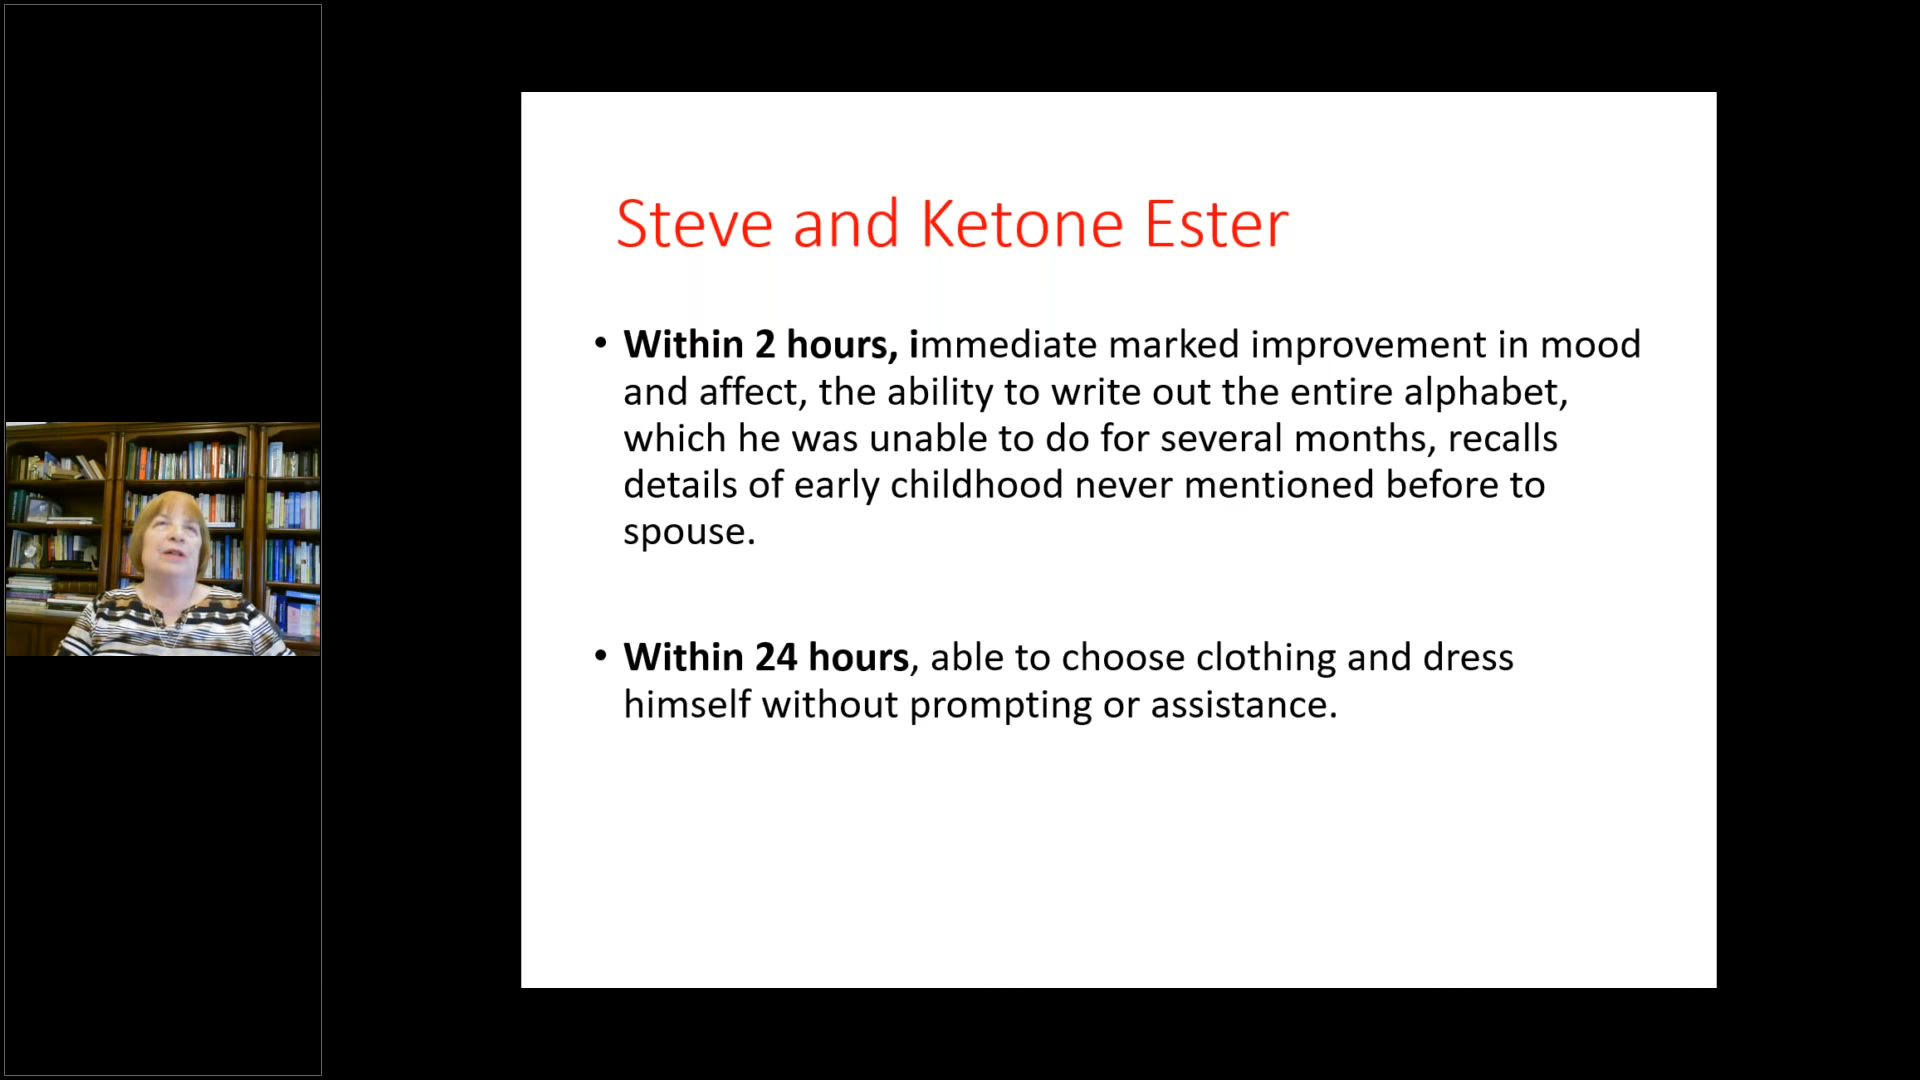 Steve and Ketone Ester
• Within 2 hours, immediate marked improvement in mood
and affect, the ability to write out the entire alphabet,
which he was unable to do for several months, recalls
details of early childhood never mentioned before to
spouse.
• Within 24 hours, able to choose clothing and dress
himself without prompting or assistance.